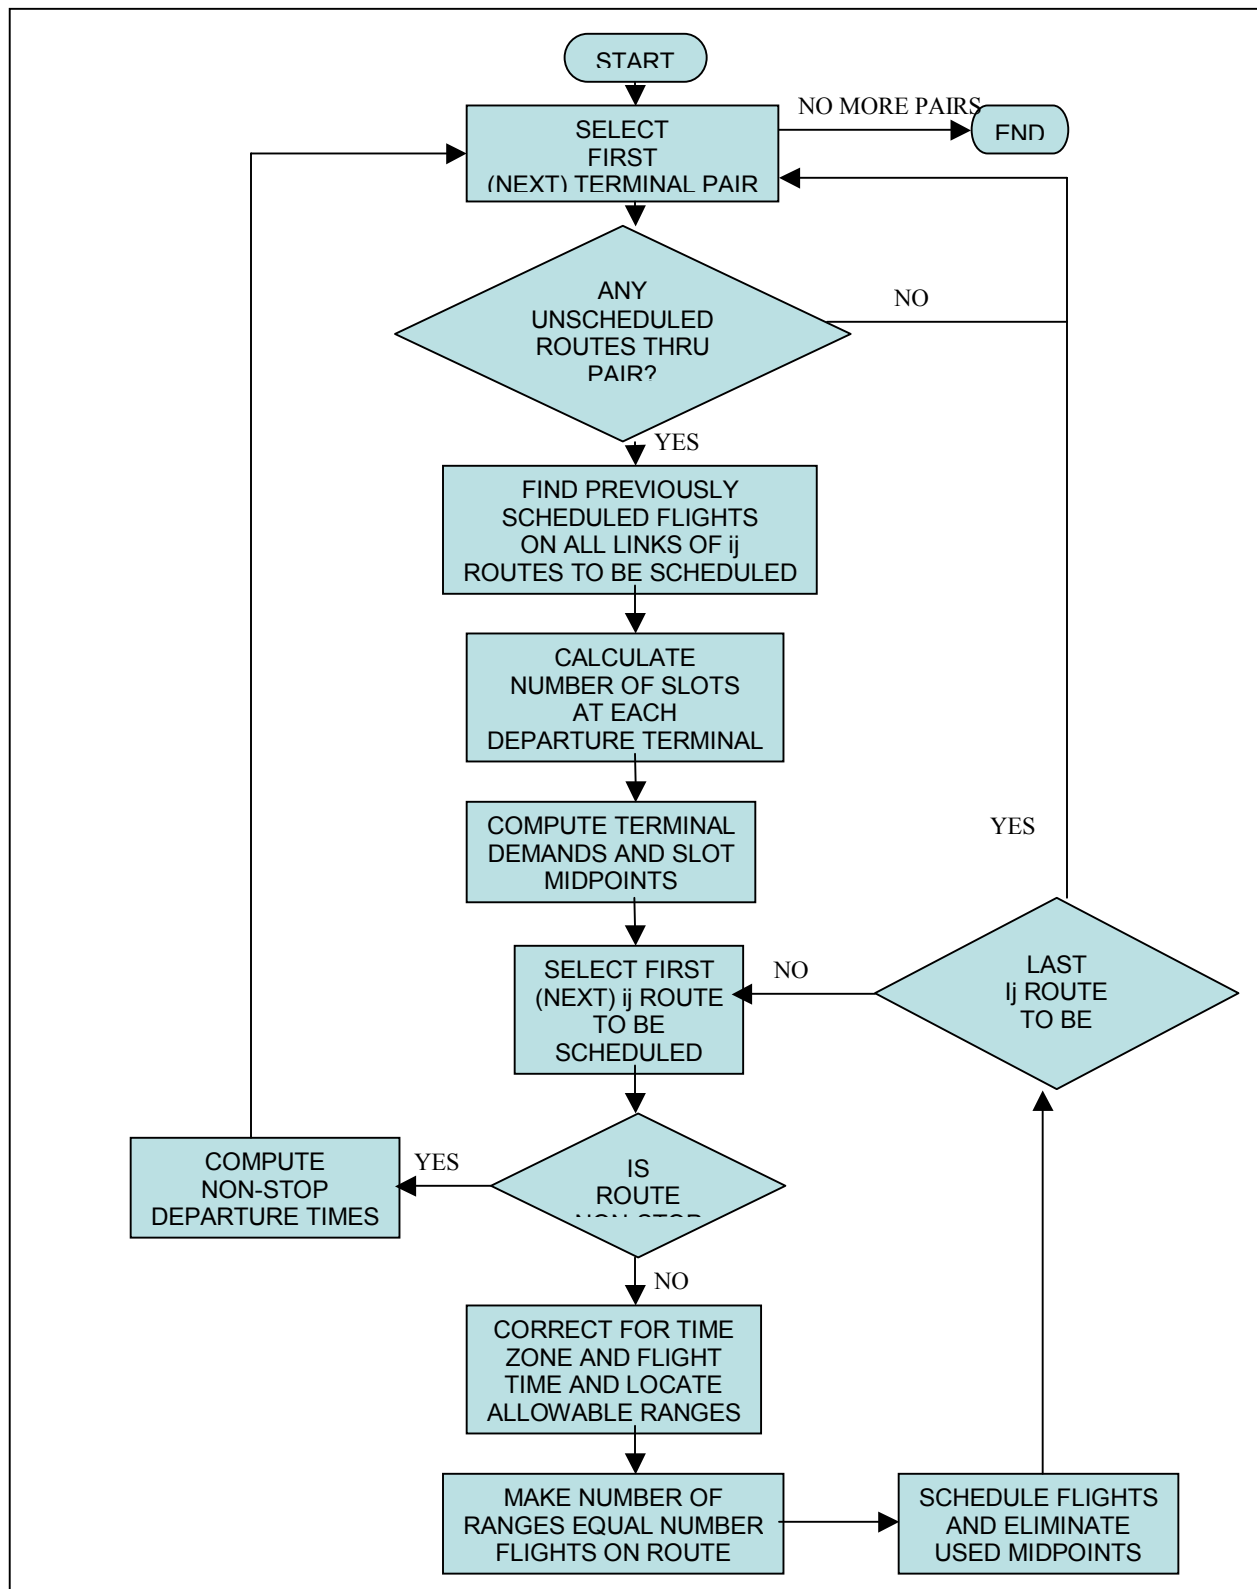 START
NO MORE PAIRS
END
SELECT
FIRST
(NEXT) TERMINAL PAIR
ANY
UNSCHEDULED
ROUTES THRU
PAIR?
NO
YES
FIND PREVIOUSLY
SCHEDULED FLIGHTS
ON ALL LINKS OF ij
ROUTES TO BE SCHEDULED
CALCULATE
NUMBER OF SLOTS
AT EACH
DEPARTURE TERMINAL
COMPUTE TERMINAL
DEMANDS AND SLOT
MIDPOINTS
YES
SELECT FIRST
(NEXT) ij ROUTE
TO BE
SCHEDULED
NO
LAST
Ij ROUTE
TO BE
COMPUTE
NON-STOP
DEPARTURE TIMES
YES
IS
ROUTE
NON-STOP
NO
CORRECT FOR TIME
ZONE AND FLIGHT
TIME AND LOCATE
ALLOWABLE RANGES
MAKE NUMBER OF
RANGES EQUAL NUMBER
FLIGHTS ON ROUTE
SCHEDULE FLIGHTS
AND ELIMINATE
USED MIDPOINTS